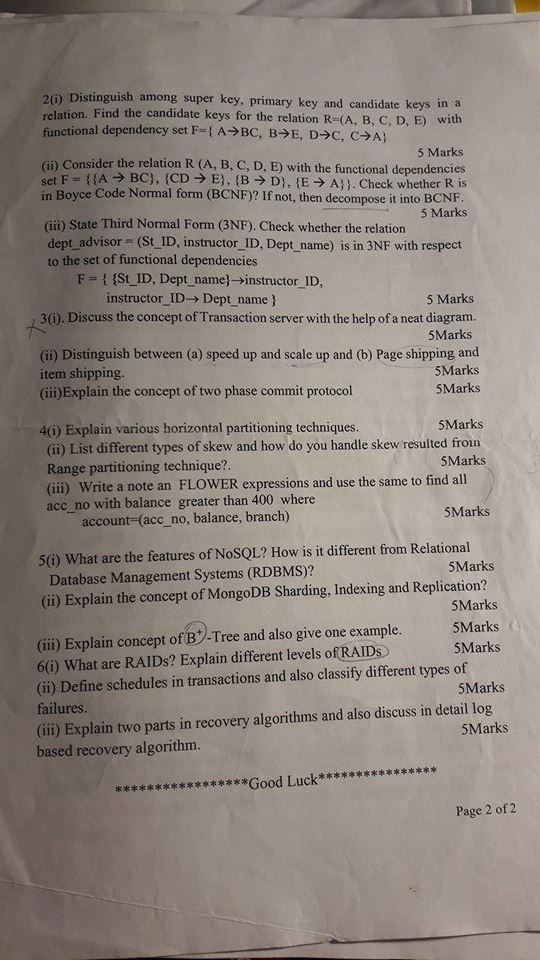 2(i) Distinguish among super key, primary key and candidate keys in a
relation. Find the candidate keys for the relation R=(A, B, C, D, E) with
functional dependency set F={ A→BC, B→E, D→C, C→A}
5 Marks
(ii) Consider the relation R (A, B, C, D, E) with the functional dependencies
set F = {{A → BC}, {CD → E}, {B → D}, {E → A}}. Check whether R is
in Boyce Code Normal form (BCNF)? If not, then decompose it into BCNF.
5 Marks
(iii) State Third Normal Form (3NF). Check whether the relation
dept_advisor = (St_ID, instructor_ID, Dept_name) is in 3NF with respect
to the set of functional dependencies
F = { {St_ID, Dept_name}→instructor_ID,
instructor_ID→ Dept_name } 5 Marks
3(i). Discuss the concept of Transaction server with the help of a neat diagram.
5Marks
(ii) Distinguish between (a) speed up and scale up and (b) Page shipping and
item shipping. 5Marks
(iii)Explain the concept of two phase commit protocol 5Marks
4(i) Explain various horizontal partitioning techniques. 5Marks
(ii) List different types of skew and how do you handle skew resulted from
Range partitioning technique?. 5Marks
(iii) Write a note an FLOWER expressions and use the same to find all
acc_no with balance greater than 400 where
account=(acc_no, balance, branch) 5Marks
5(i) What are the features of NoSQL? How is it different from Relational
Database Management Systems (RDBMS)? 5Marks
(ii) Explain the concept of MongoDB Sharding, Indexing and Replication?
5Marks
(iii) Explain concept of B+-Tree and also give one example. 5Marks
6(i) What are RAIDs? Explain different levels of RAIDs 5Marks
(ii) Define schedules in transactions and also classify different types of
failures. 5Marks
(iii) Explain two parts in recovery algorithms and also discuss in detail log
based recovery algorithm. 5Marks
*****************Good Luck****************
Page 2 of 2